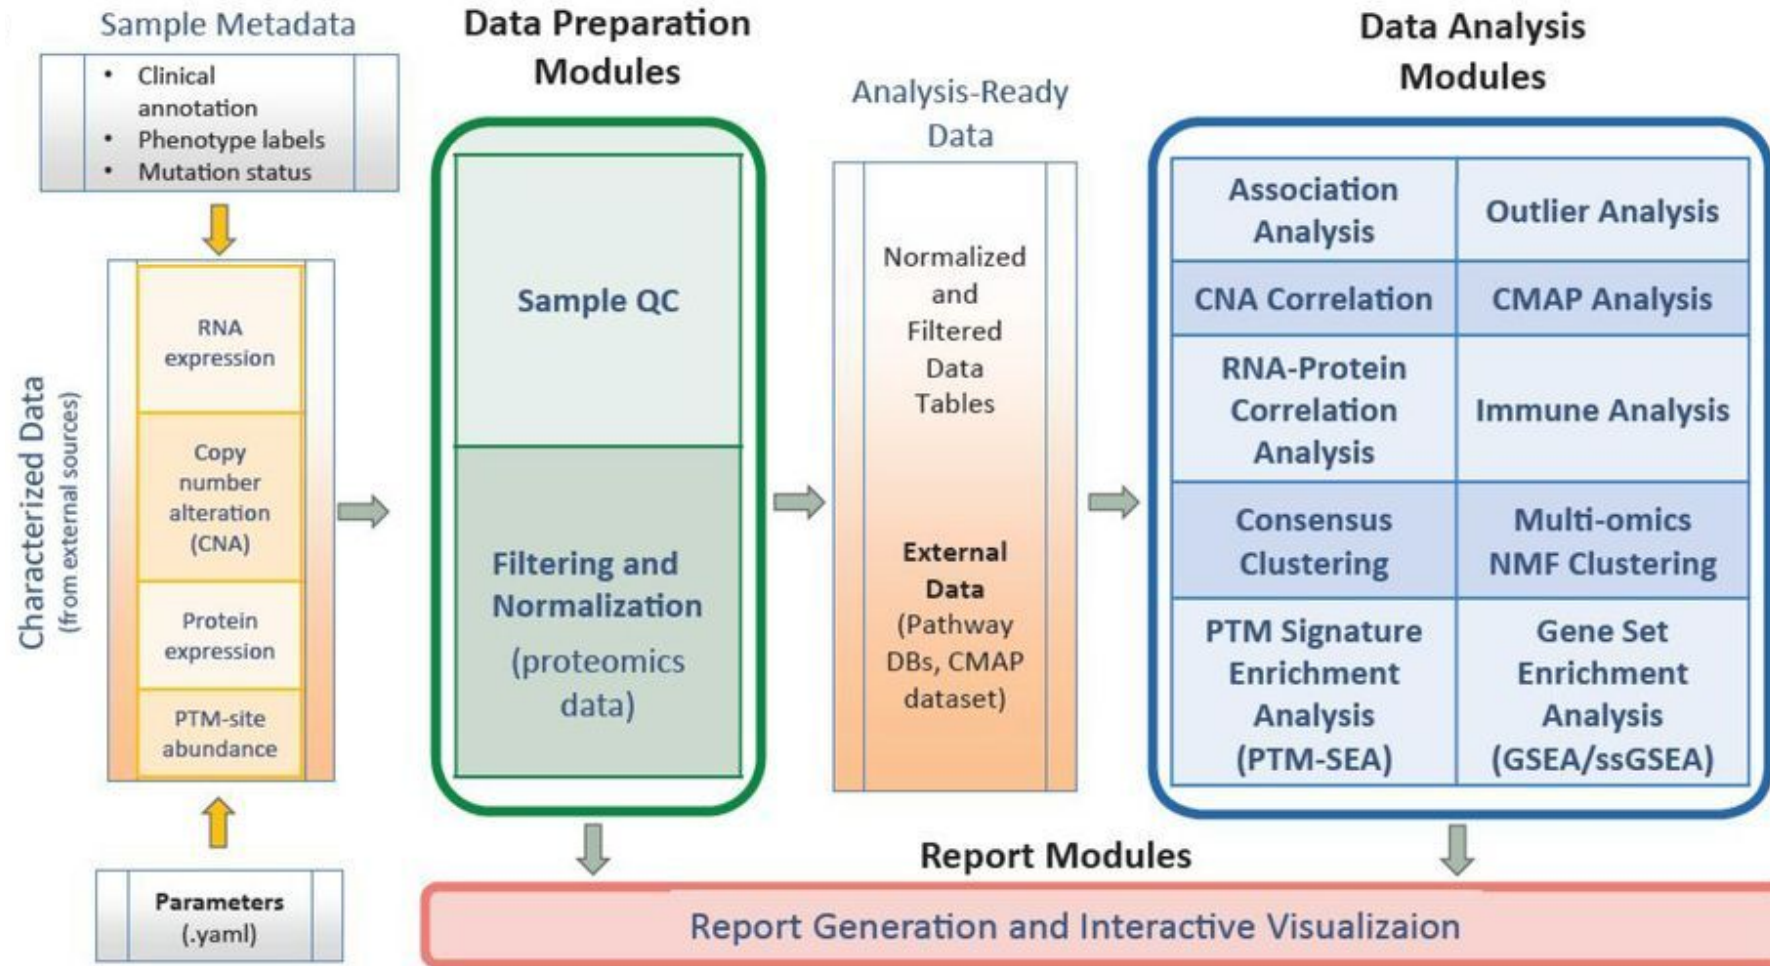 Sample Metadata
• Clinical
annotation
• Phenotype labels
• Mutation status
Characterized Data
(from external sources)
RNA
expression
Copy
number
alteration
(CNA)
Protein
expression
PTM-site
abundance
Parameters
(.yaml)
Data Preparation
Modules
Sample QC
Filtering and
Normalization
(proteomics
data)
Analysis-Ready
Data
Normalized
and
Filtered
Data
Tables
External
Data
(Pathway
DBs, CMAP
dataset)
Data Analysis
Modules
Association
Analysis
Outlier Analysis
CNA Correlation
CMAP Analysis
RNA-Protein
Correlation
Analysis
Immune Analysis
Consensus
Clustering
Multi-omics
NMF Clustering
PTM Signature
Enrichment
Analysis
(PTM-SEA)
Gene Set
Enrichment
Analysis
(GSEA/ssGSEA)
Report Modules
Report Generation and Interactive Visualizaion